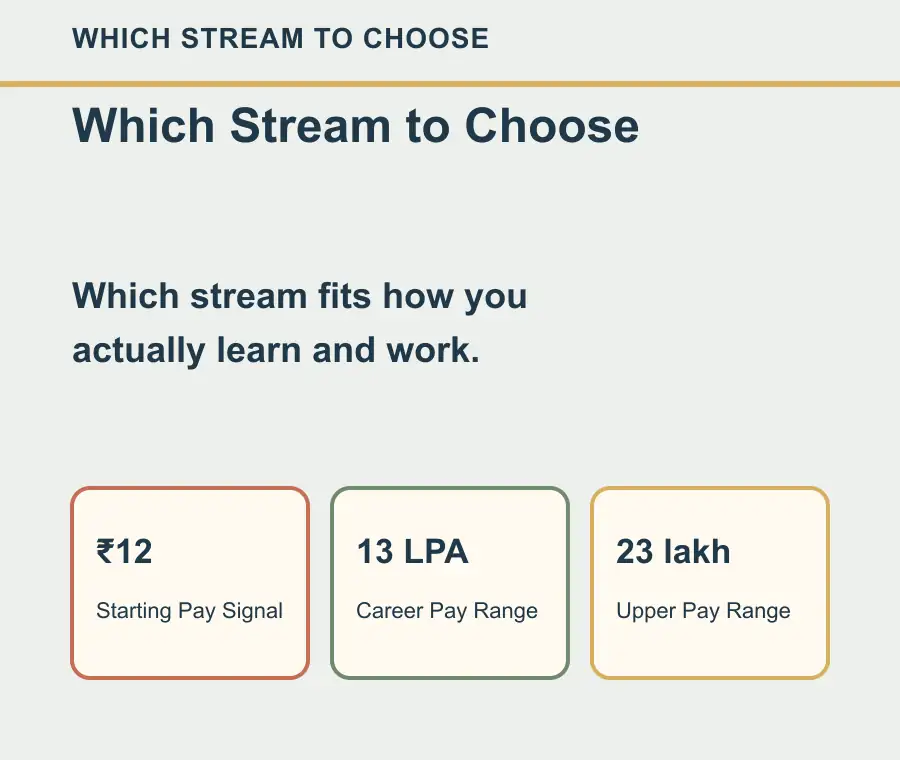 WHICH STREAM TO CHOOSE
Which Stream to Choose
Which stream fits how you
actually learn and work.
₹12
Starting Pay Signal
13 LPA
Career Pay Range
23 lakh
Upper Pay Range